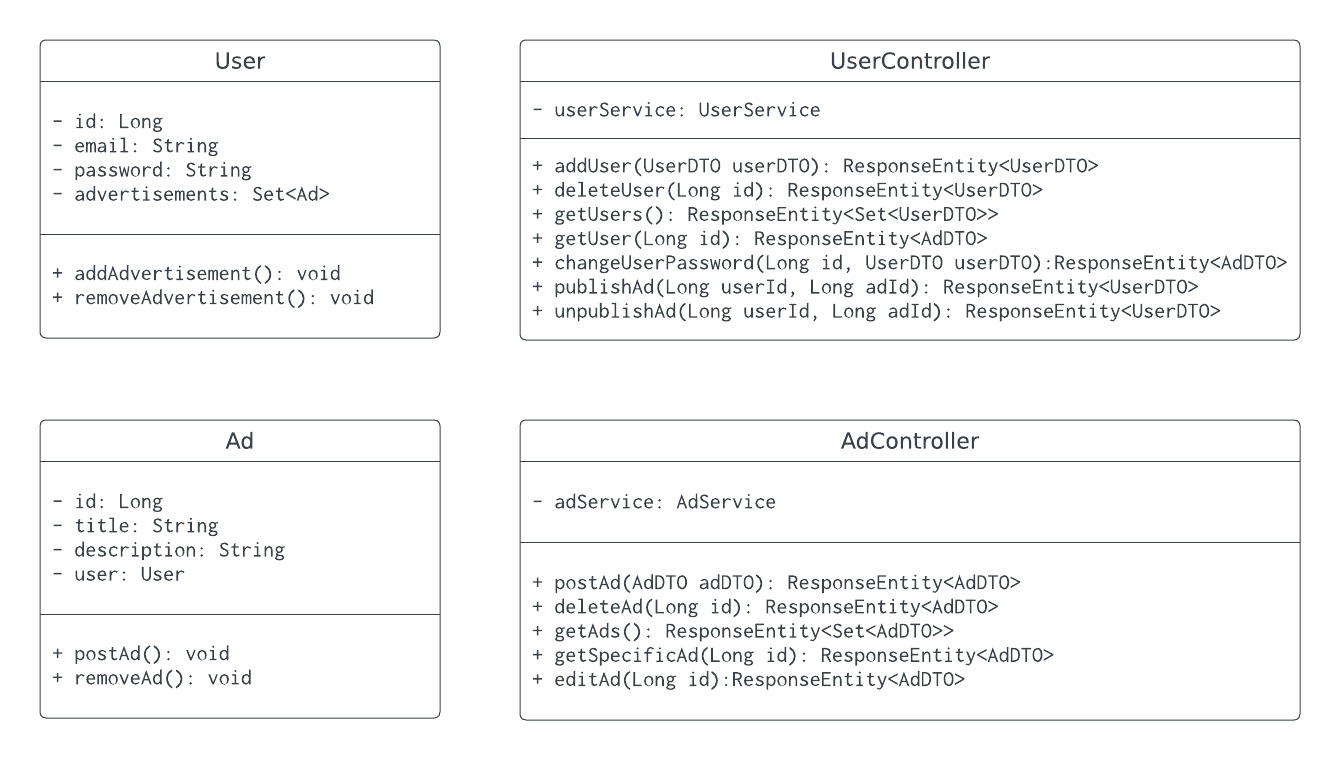 User
- id: Long
- email: String
- password: String
- advertisements: Set<Ad>
+ addAdvertisement(): void
+ removeAdvertisement(): void
UserController
- userService: UserService
+ addUser(UserDTO userDTO): ResponseEntity<UserDTO>
+ deleteUser(Long id): ResponseEntity<UserDTO>
+ getUsers(): ResponseEntity<Set<UserDTO>>
+ getUser(Long id): ResponseEntity<AdDTO>
+ changeUserPassword(Long id, UserDTO userDTO):ResponseEntity<AdDTO>
+ publishAd(Long userId, Long adId): ResponseEntity<UserDTO>
+ unpublishAd(Long userId, Long adId): ResponseEntity<UserDTO>
Ad
- id: Long
- title: String
- description: String
- user: User
+ postAd(): void
+ removeAd(): void
AdController
- adService: AdService
+ postAd(AdDTO adDTO): ResponseEntity<AdDTO>
+ deleteAd(Long id): ResponseEntity<AdDTO>
+ getAds(): ResponseEntity<Set<AdDTO>>
+ getSpecificAd(Long id): ResponseEntity<AdDTO>
+ editAd(Long id):ResponseEntity<AdDTO>